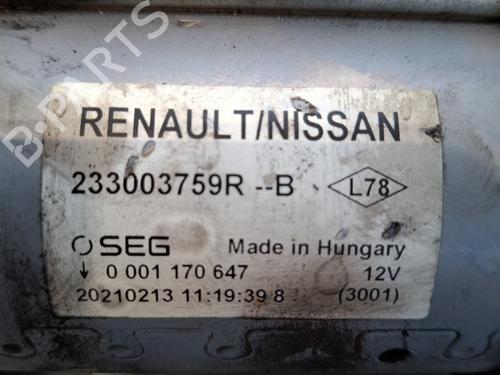 B-PARTS
RENAULT/NISSAN
233003759R --B L78
SEG Made in Hungary
↓ 0 001 170 647 12V
20210213 11:19:39 8 (3001)